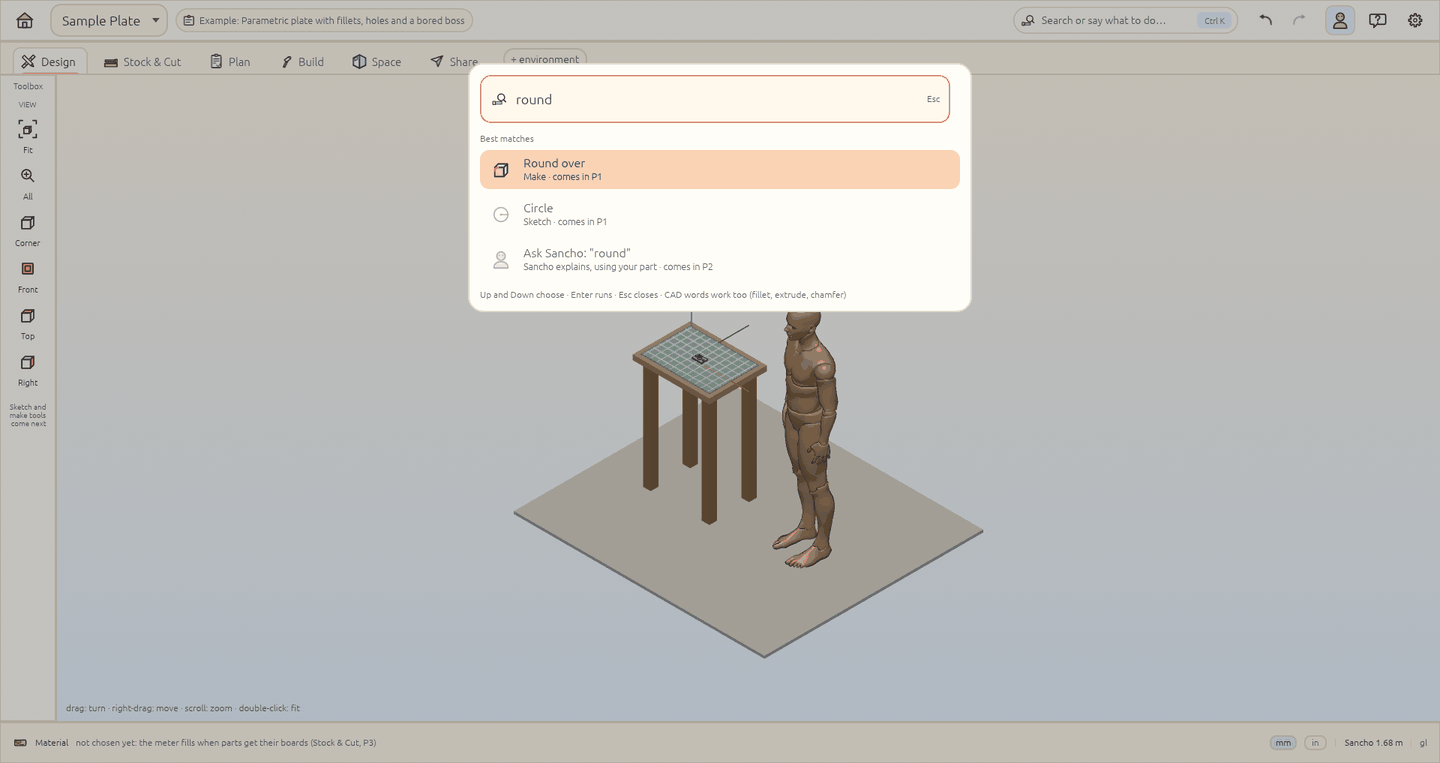 Sample Plate
Example: Parametric plate with fillets, holes and a bored boss
Search or say what to do…
Ctrl K
Design
Stock & Cut
Plan
Build
Space
Share
+ environment
Toolbox
VIEW
Fit
All
Corner
Front
Top
Right
Sketch and
make tools
come next
round
Esc
Best matches
Round over
Make · comes in P1
Circle
Sketch · comes in P1
Ask Sancho: "round"
Sancho explains, using your part · comes in P2
Up and Down choose · Enter runs · Esc closes · CAD words work too (fillet, extrude, chamfer)
drag: turn · right-drag: move · scroll: zoom · double-click: fit
Material
not chosen yet: the meter fills when parts get their boards (Stock & Cut, P3)
mm
in
Sancho 1.68 m
gl